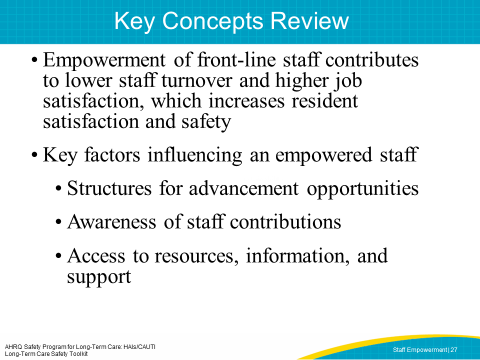 Key Concepts Review
• Empowerment of front-line staff contributes
to lower staff turnover and higher job
satisfaction, which increases resident
satisfaction and safety
• Key factors influencing an empowered staff
• Structures for advancement opportunities
• Awareness of staff contributions
• Access to resources, information, and
support
AHRQ Safety Program for Long-Term Care: HAIs/CAUTI
Long-Term Care Safety Toolkit
Staff Empowerment | 27